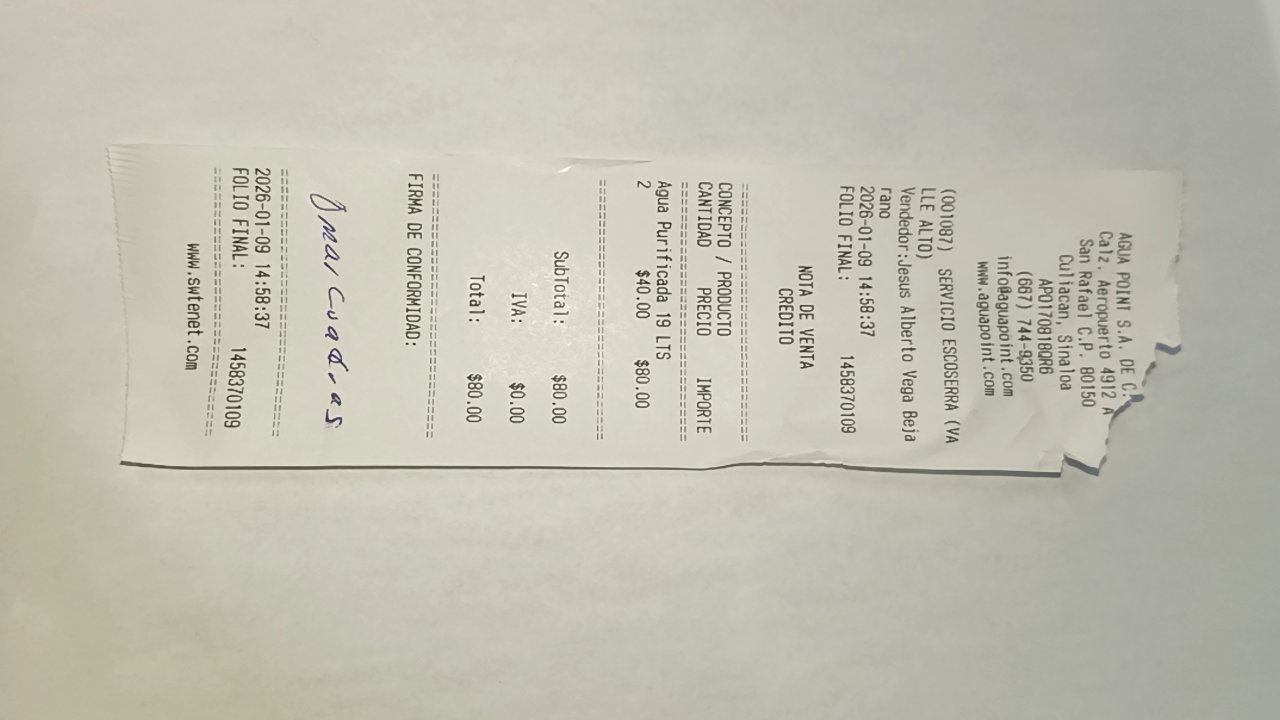 AGUA POINT S.A. DE C.
Calz. Aeropuerto 4912 A
San Rafael C.P. 80150
Culiacan, Sinaloa
APO170818QR6
(667) 744-9350
info@aguapoint.com
www.aguapoint.com
(001087) SERVICIO ESCOSERRA (VA
LLE ALTO)
Vendedor:Jesus Alberto Vega Beja
rano
2026-01-09 14:58:37
FOLIO FINAL: 1458370109
NOTA DE VENTA
CREDITO
CONCEPTO / PRODUCTO
CANTIDAD PRECIO IMPORTE
Agua Purificada 19 LTS
2 $40.00 $80.00
SubTotal: $80.00
IVA: $0.00
Total: $80.00
FIRMA DE CONFORMIDAD:
Omar Cuadras
2026-01-09 14:58:37
FOLIO FINAL: 1458370109
www.swtenet.com